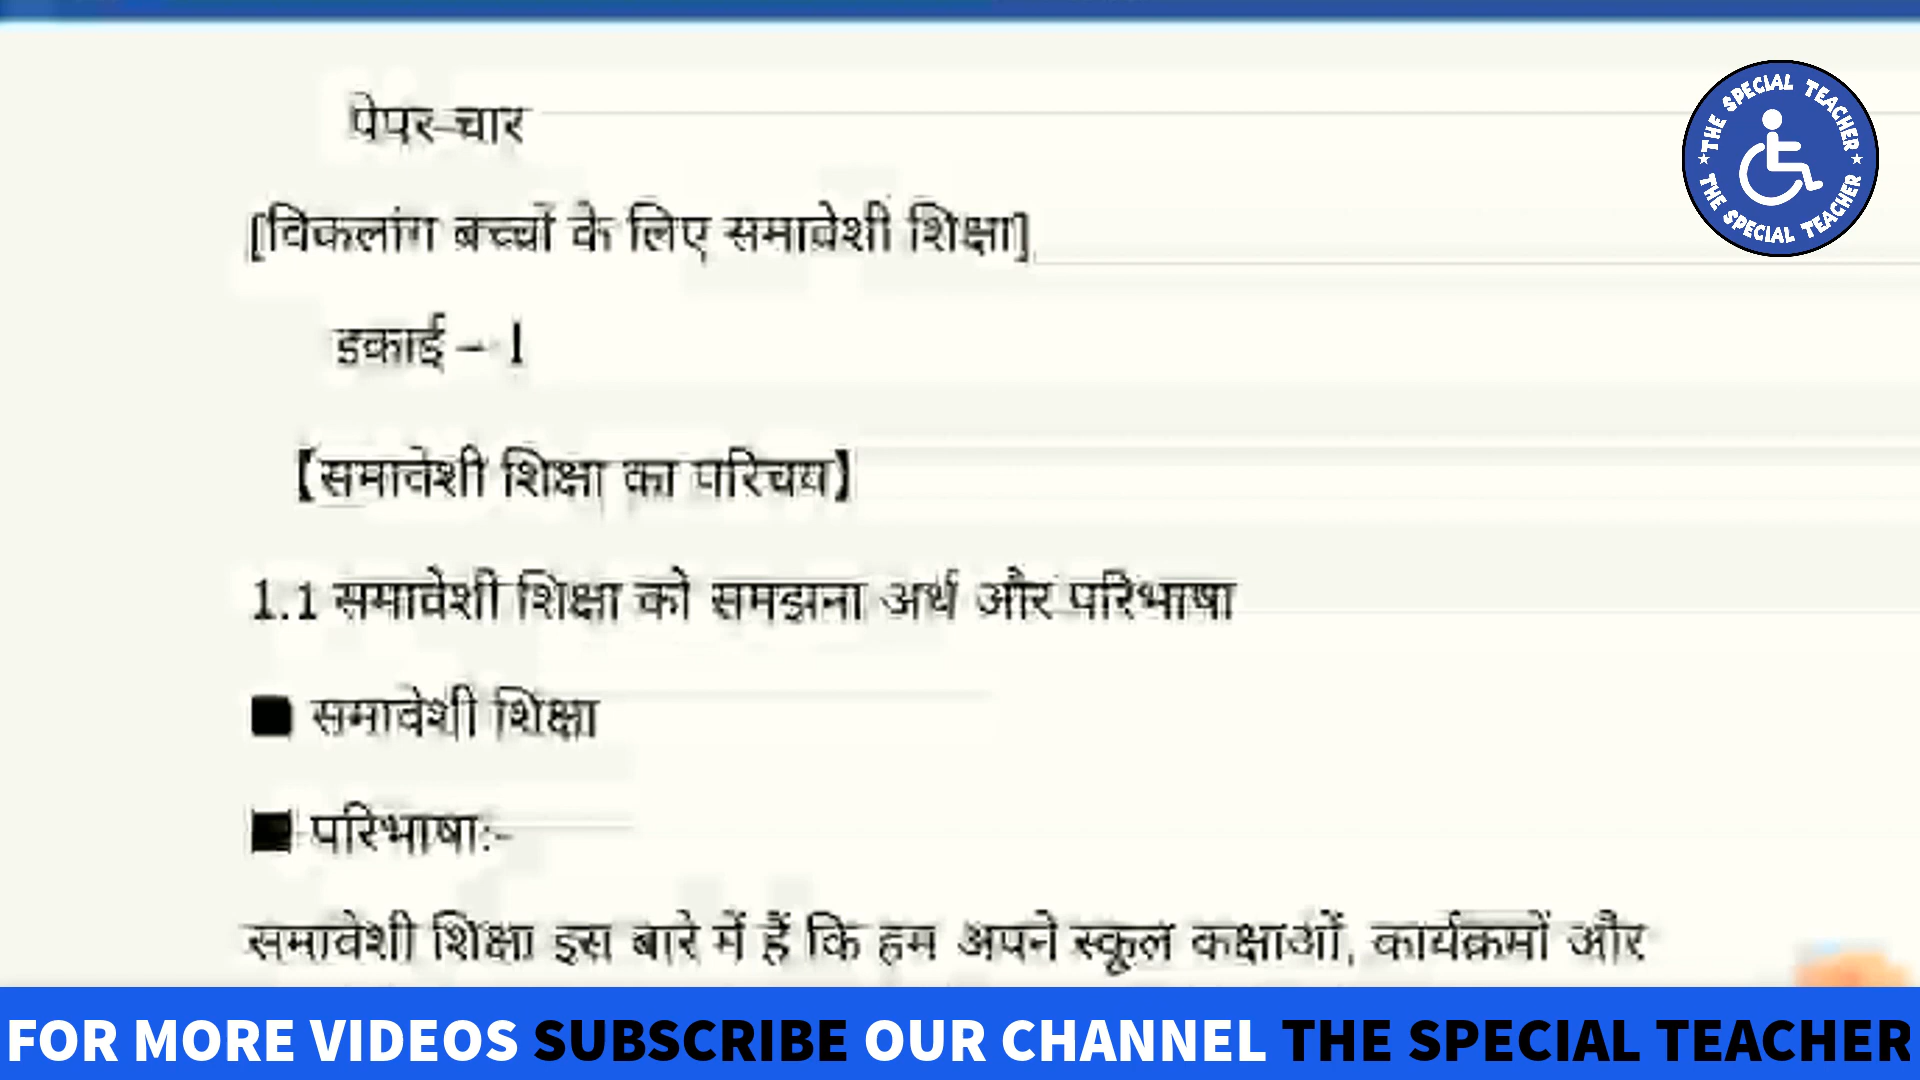 पेपर-चार
[विकलांग बच्चों के लिए समावेशी शिक्षा]
इकाई – I
【समावेशी शिक्षा का परिचय】
1.1 समावेशी शिक्षा को समझना अर्थ और परिभाषा
■ समावेशी शिक्षा
■ परिभाषा:-
समावेशी शिक्षा इस बारे में हैं कि हम अपने स्कूल कक्षाओं, कार्यक्रमों और
THE SPECIAL TEACHER
THE SPECIAL TEACHER
FOR MORE VIDEOS SUBSCRIBE OUR CHANNEL THE SPECIAL TEACHER